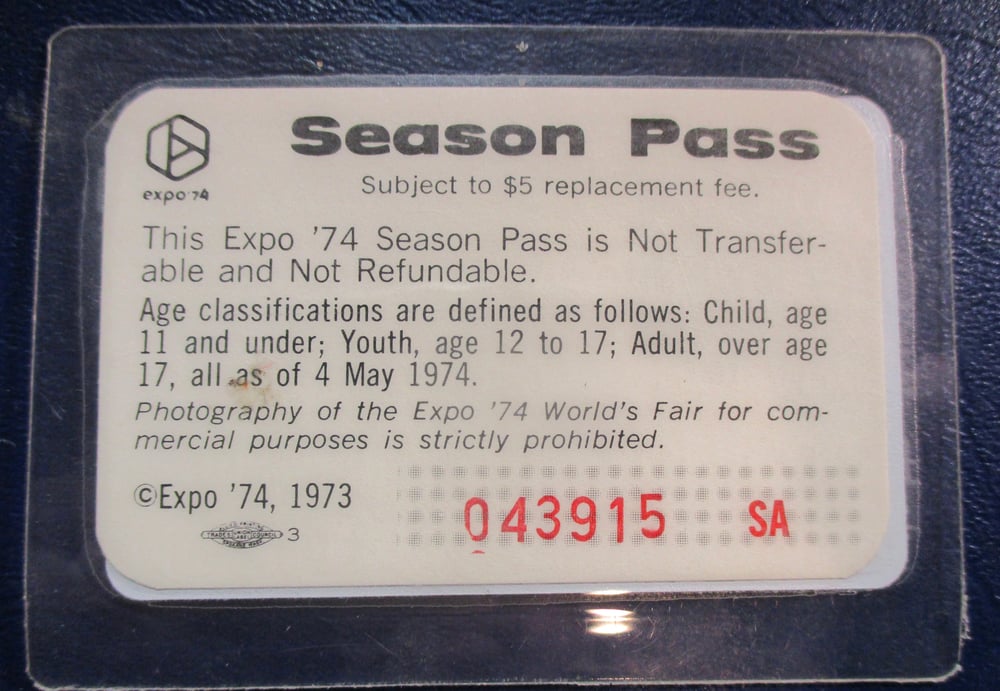 Season Pass
expo '74
Subject to $5 replacement fee.
This Expo '74 Season Pass is Not Transfer-
able and Not Refundable.
Age classifications are defined as follows: Child, age
11 and under; Youth, age 12 to 17; Adult, over age
17, all as of 4 May 1974.
Photography of the Expo '74 World's Fair for com-
mercial purposes is strictly prohibited.
©Expo '74, 1973
043915 SA
TRADES COUNCIL 3